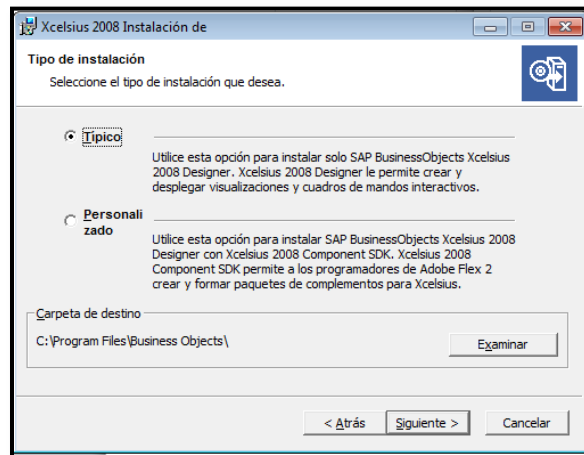 Xcelsius 2008 Instalación de
Tipo de instalación
Seleccione el tipo de instalación que desea.
Típico
Utilice esta opción para instalar solo SAP BusinessObjects Xcelsius
2008 Designer. Xcelsius 2008 Designer le permite crear y
desplegar visualizaciones y cuadros de mandos interactivos.
Personali
zado
Utilice esta opción para instalar SAP BusinessObjects Xcelsius 2008
Designer con Xcelsius 2008 Component SDK. Xcelsius 2008
Component SDK permite a los programadores de Adobe Flex 2
crear y formar paquetes de complementos para Xcelsius.
Carpeta de destino
C:\Program Files\Business Objects\
Examinar
< Atrás
Siguiente >
Cancelar